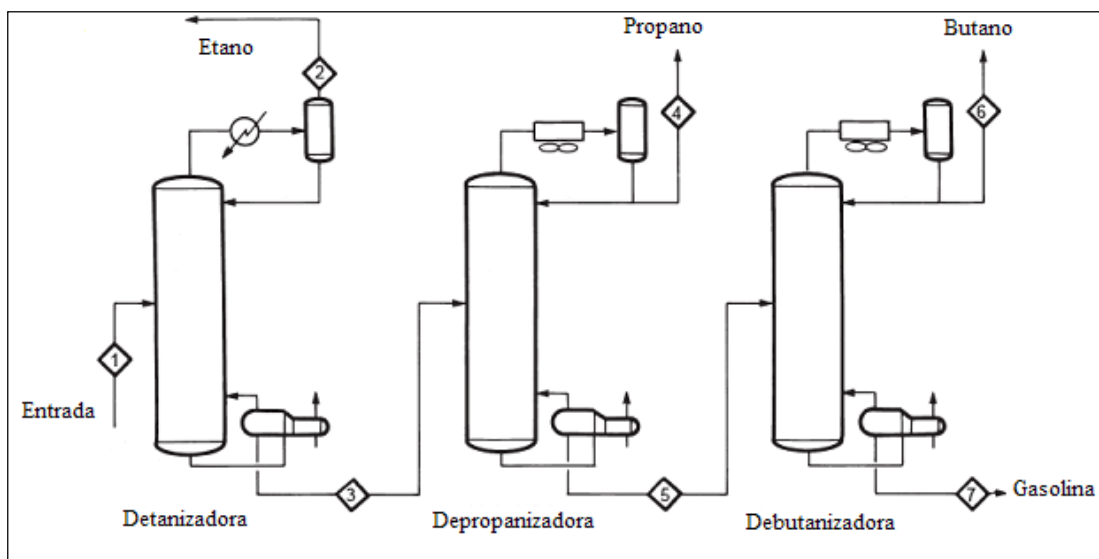 Propano
Butano
Etano
2
4
6
1
Entrada
3
5
7
Gasolina
Detanizadora
Depropanizadora
Debutanizadora